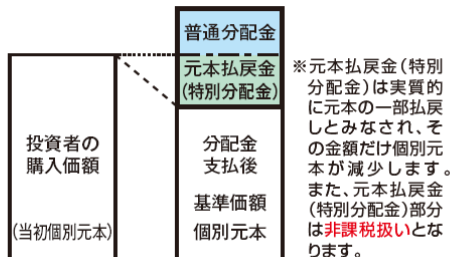 普通分配金
元本払戻金
(特別分配金)
投資者の
購入価額
(当初個別元本)
分配金
支払後
基準価額
個別元本
※元本払戻金(特別
分配金)は実質的
に元本の一部払戻
しとみなされ、そ
の金額だけ個別元
本が減少します。
また、元本払戻金
(特別分配金)部分
は非課税扱いとな
ります。